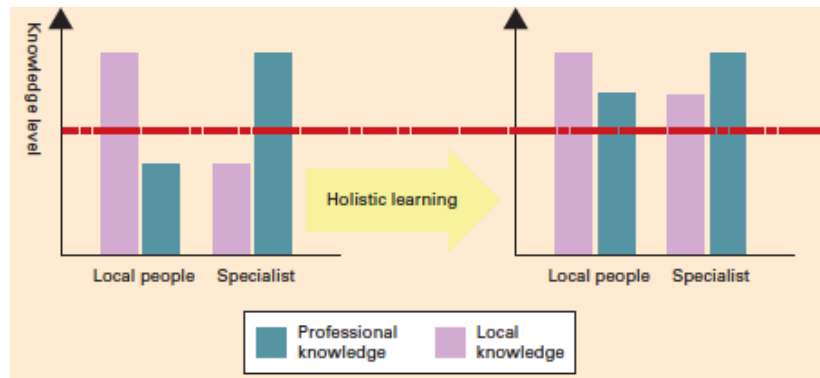 Knowledge level
Holistic learning
Local people Specialist
Local people Specialist
Professional
knowledge
Local
knowledge